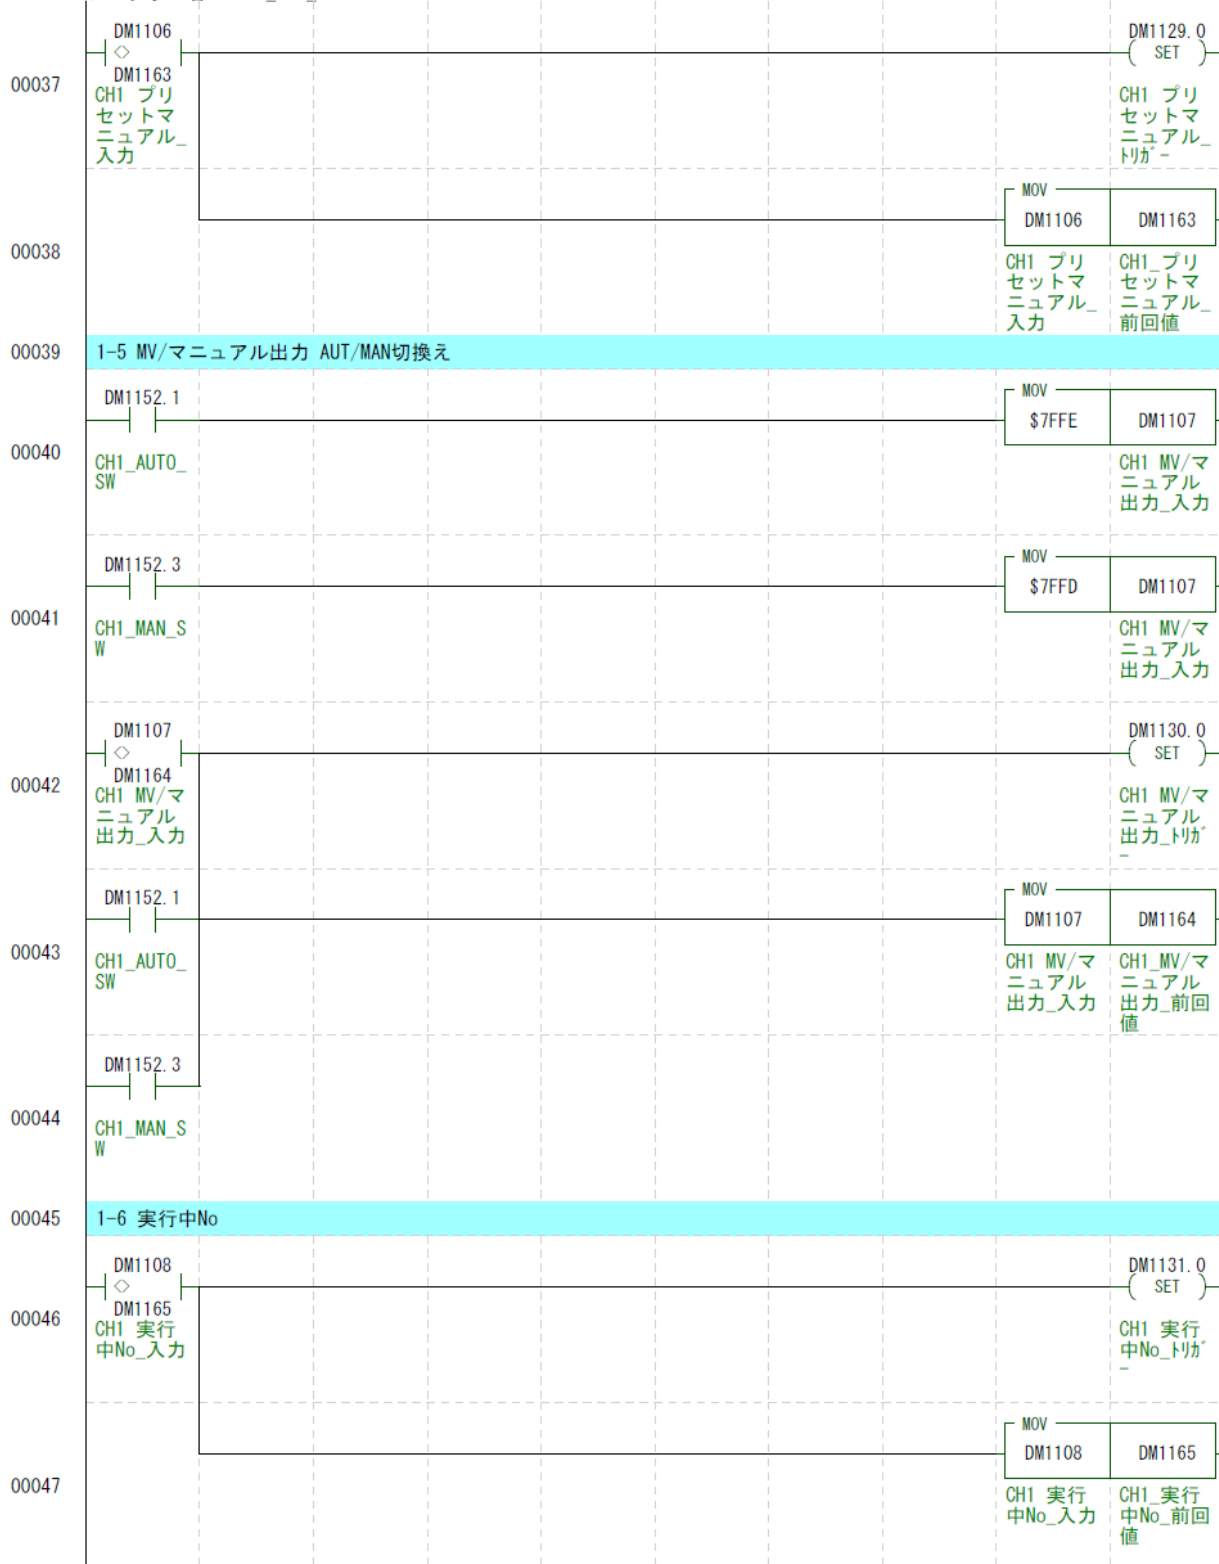 DM1106
DM1129.0
◇
SET
00037
DM1163
CH1 プリ
セットマ
ニュアル_
入力
CH1 プリ
セットマ
ニュアル_
ﾄﾘｶﾞｰ
MOV
DM1106
DM1163
00038
CH1 プリ
セットマ
ニュアル_
入力
CH1_プリ
セットマ
ニュアル_
前回値
00039
1-5 MV/マニュアル出力 AUT/MAN切換え
DM1152.1
MOV
$7FFE
DM1107
00040
CH1_AUTO_
SW
CH1 MV/マ
ニュアル
出力_入力
DM1152.3
MOV
$7FFD
DM1107
00041
CH1_MAN_S
W
CH1 MV/マ
ニュアル
出力_入力
DM1107
DM1130.0
◇
SET
00042
DM1164
CH1 MV/マ
ニュアル
出力_入力
CH1 MV/マ
ニュアル
出力_ﾄﾘｶﾞ
ｰ
DM1152.1
MOV
DM1107
DM1164
00043
CH1_AUTO_
SW
CH1 MV/マ
ニュアル
出力_入力
CH1_MV/マ
ニュアル
出力_前回
値
DM1152.3
00044
CH1_MAN_S
W
00045
1-6 実行中No
DM1108
DM1131.0
◇
SET
00046
DM1165
CH1 実行
中No_入力
CH1 実行
中No_ﾄﾘｶﾞ
ｰ
MOV
DM1108
DM1165
00047
CH1 実行
中No_入力
CH1_実行
中No_前回
値